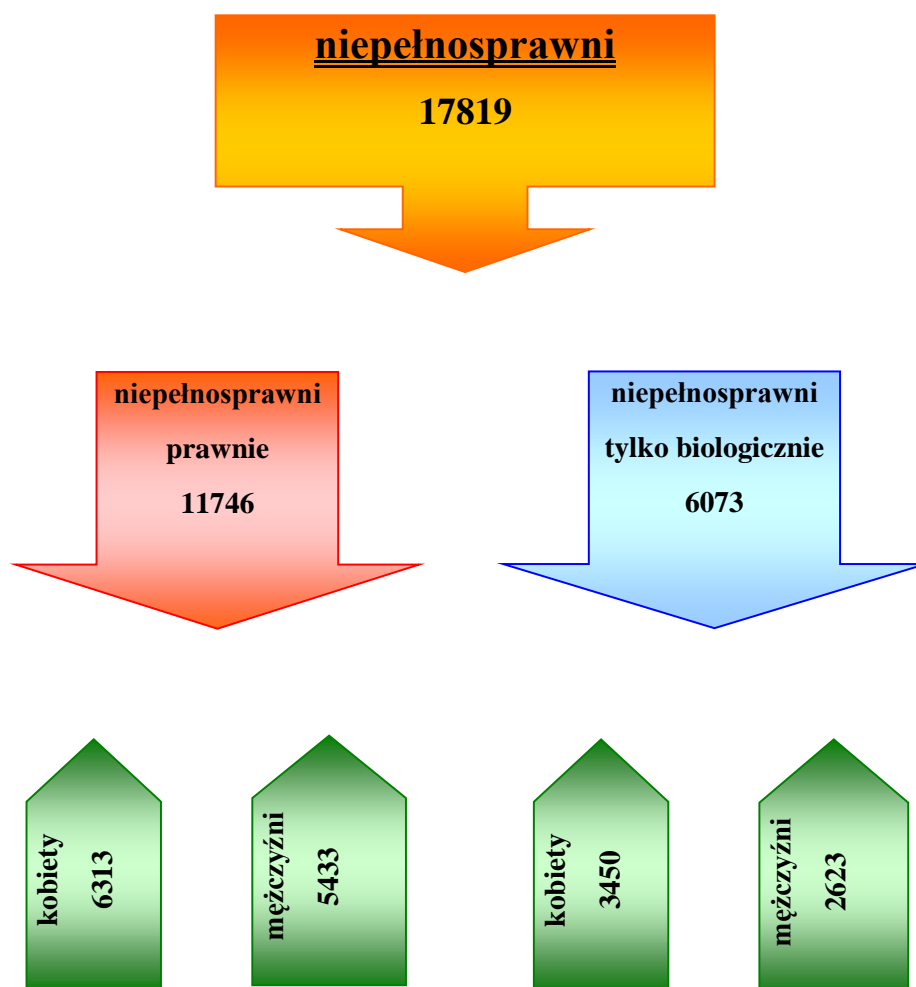 niepełnosprawni
17819
niepełnosprawni
prawnie
11746
niepełnosprawni
tylko biologicznie
6073
kobiety
6313
mężczyźni
5433
kobiety
3450
mężczyźni
2623